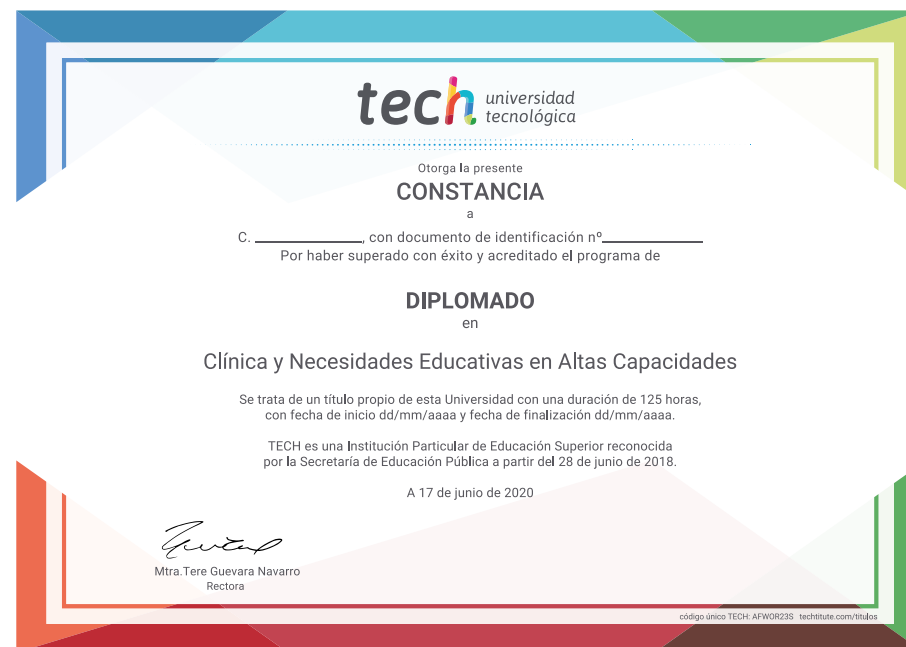 tech universidad
tecnológica
Otorga la presente
CONSTANCIA
a
C. ______________, con documento de identificación nº_____________
Por haber superado con éxito y acreditado el programa de
DIPLOMADO
en
Clínica y Necesidades Educativas en Altas Capacidades
Se trata de un título propio de esta Universidad con una duración de 125 horas,
con fecha de inicio dd/mm/aaaa y fecha de finalización dd/mm/aaaa.
TECH es una Institución Particular de Educación Superior reconocida
por la Secretaría de Educación Pública a partir del 28 de junio de 2018.
A 17 de junio de 2020
Mtra.Tere Guevara Navarro
Rectora
código único TECH: AFWOR23S techtitute.com/titulos